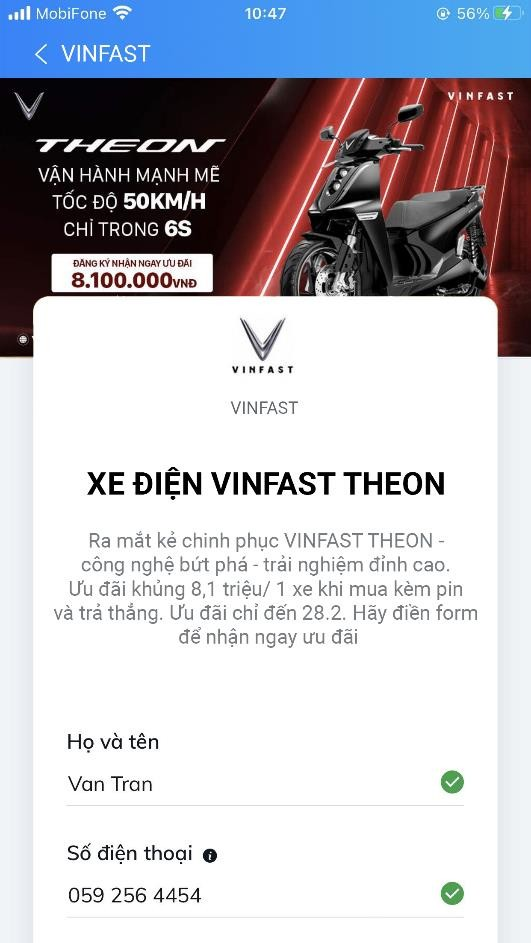 MobiFone 10:47 56%
VINFAST
VINFAST
THEON
VẬN HÀNH MẠNH MẼ
TỐC ĐỘ 50KM/H
CHỈ TRONG 6S
ĐĂNG KÝ NHẬN NGAY ƯU ĐÃI
8.100.000VNĐ
VINFAST
VINFAST
XE ĐIỆN VINFAST THEON
Ra mắt kẻ chinh phục VINFAST THEON -
công nghệ bứt phá - trải nghiệm đỉnh cao.
Ưu đãi khủng 8,1 triệu/ 1 xe khi mua kèm pin
và trả thẳng. Ưu đãi chỉ đến 28.2. Hãy điền form
để nhận ngay ưu đãi
Họ và tên
Van Tran
Số điện thoại
059 256 4454